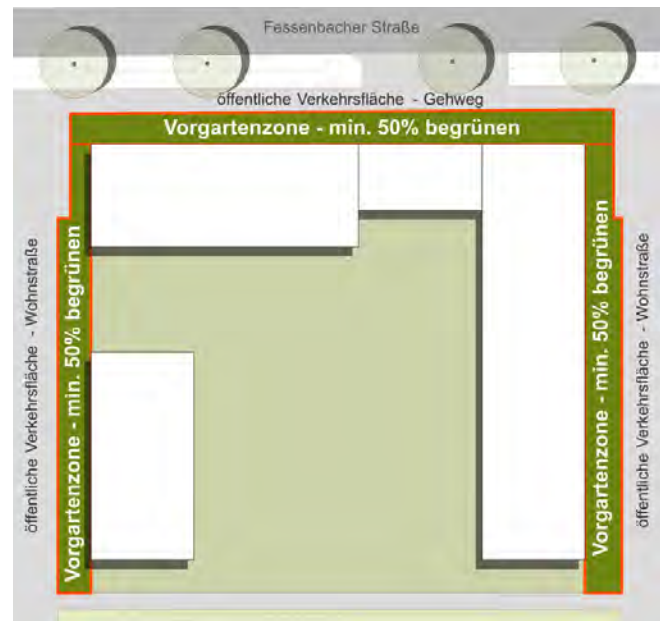 Fessenbacher Straße
öffentliche Verkehrsfläche - Gehweg
Vorgartenzone - min. 50% begrünen
öffentliche Verkehrsfläche - Wohnstraße
Vorgartenzone - min. 50% begrünen
Vorgartenzone - min. 50% begrünen
öffentliche Verkehrsfläche - Wohnstraße